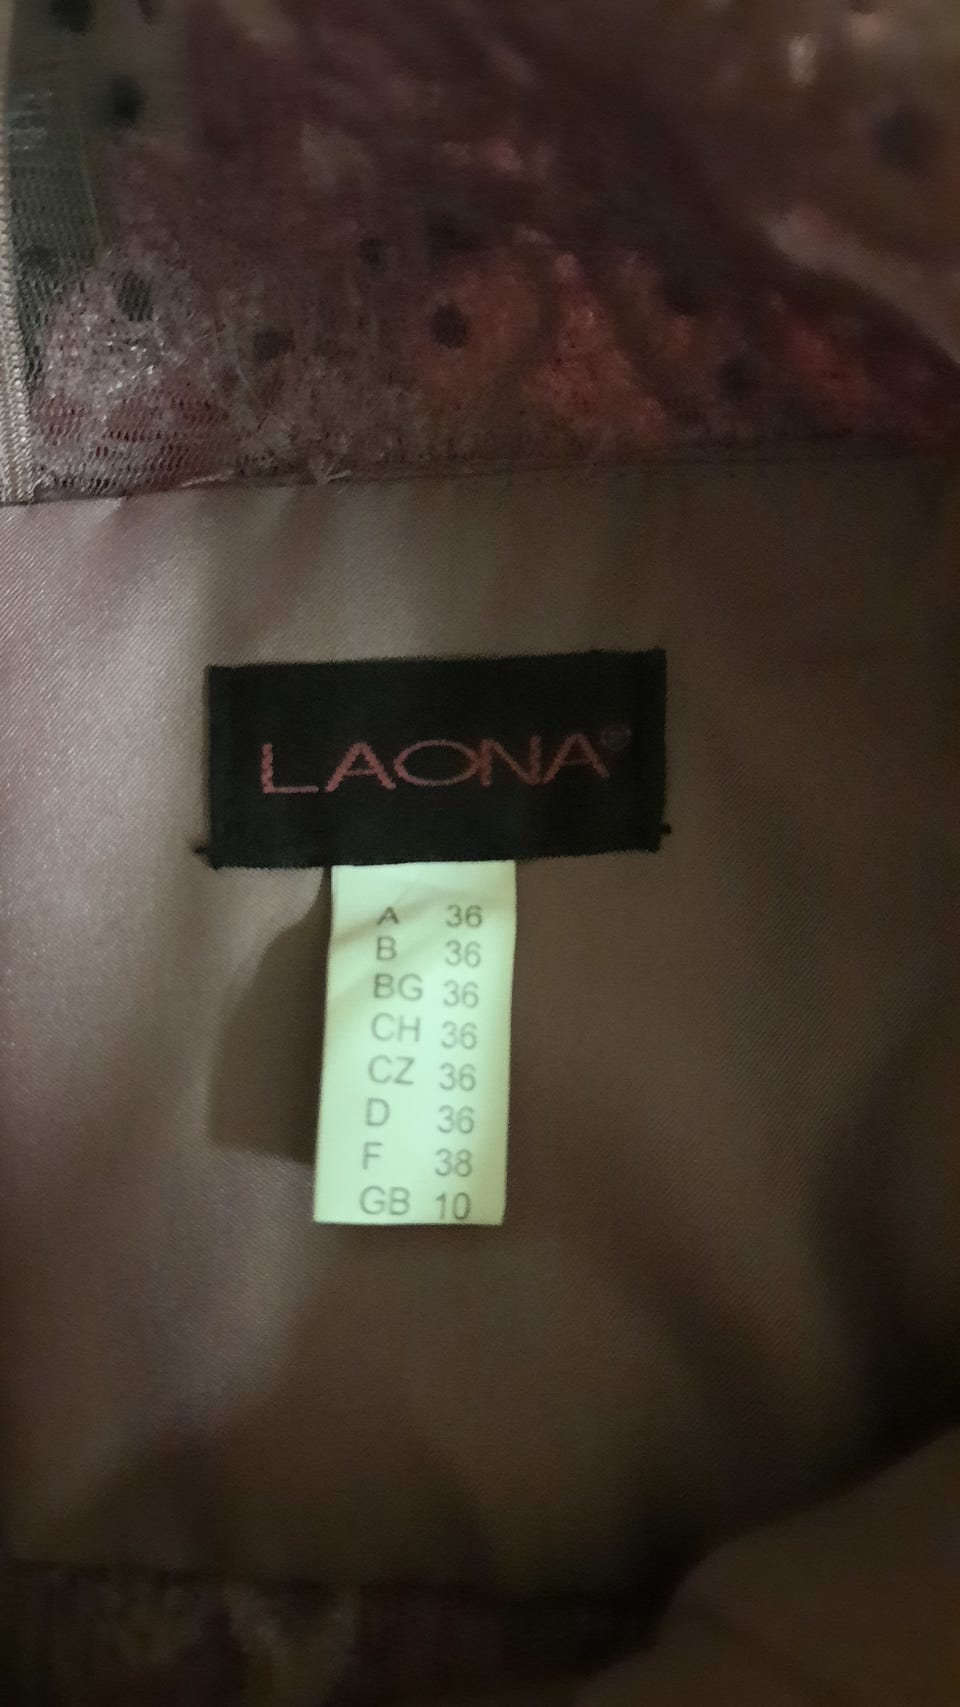 LAONA®
A 36
B 36
BG 36
CH 36
CZ 36
D 36
F 38
GB 10